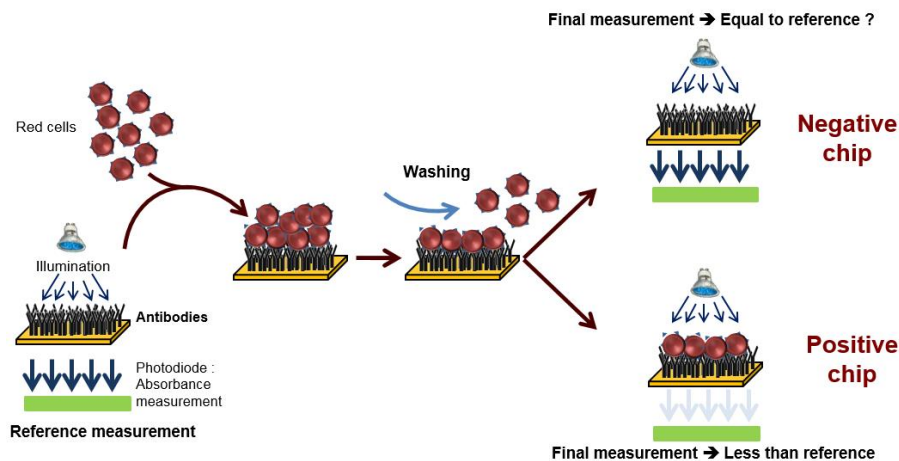 Final measurement ➔ Equal to reference ?
Red cells
Negative
chip
Washing
Illumination
Antibodies
Photodiode :
Absorbance
measurement
Reference measurement
Positive
chip
Final measurement ➔ Less than reference